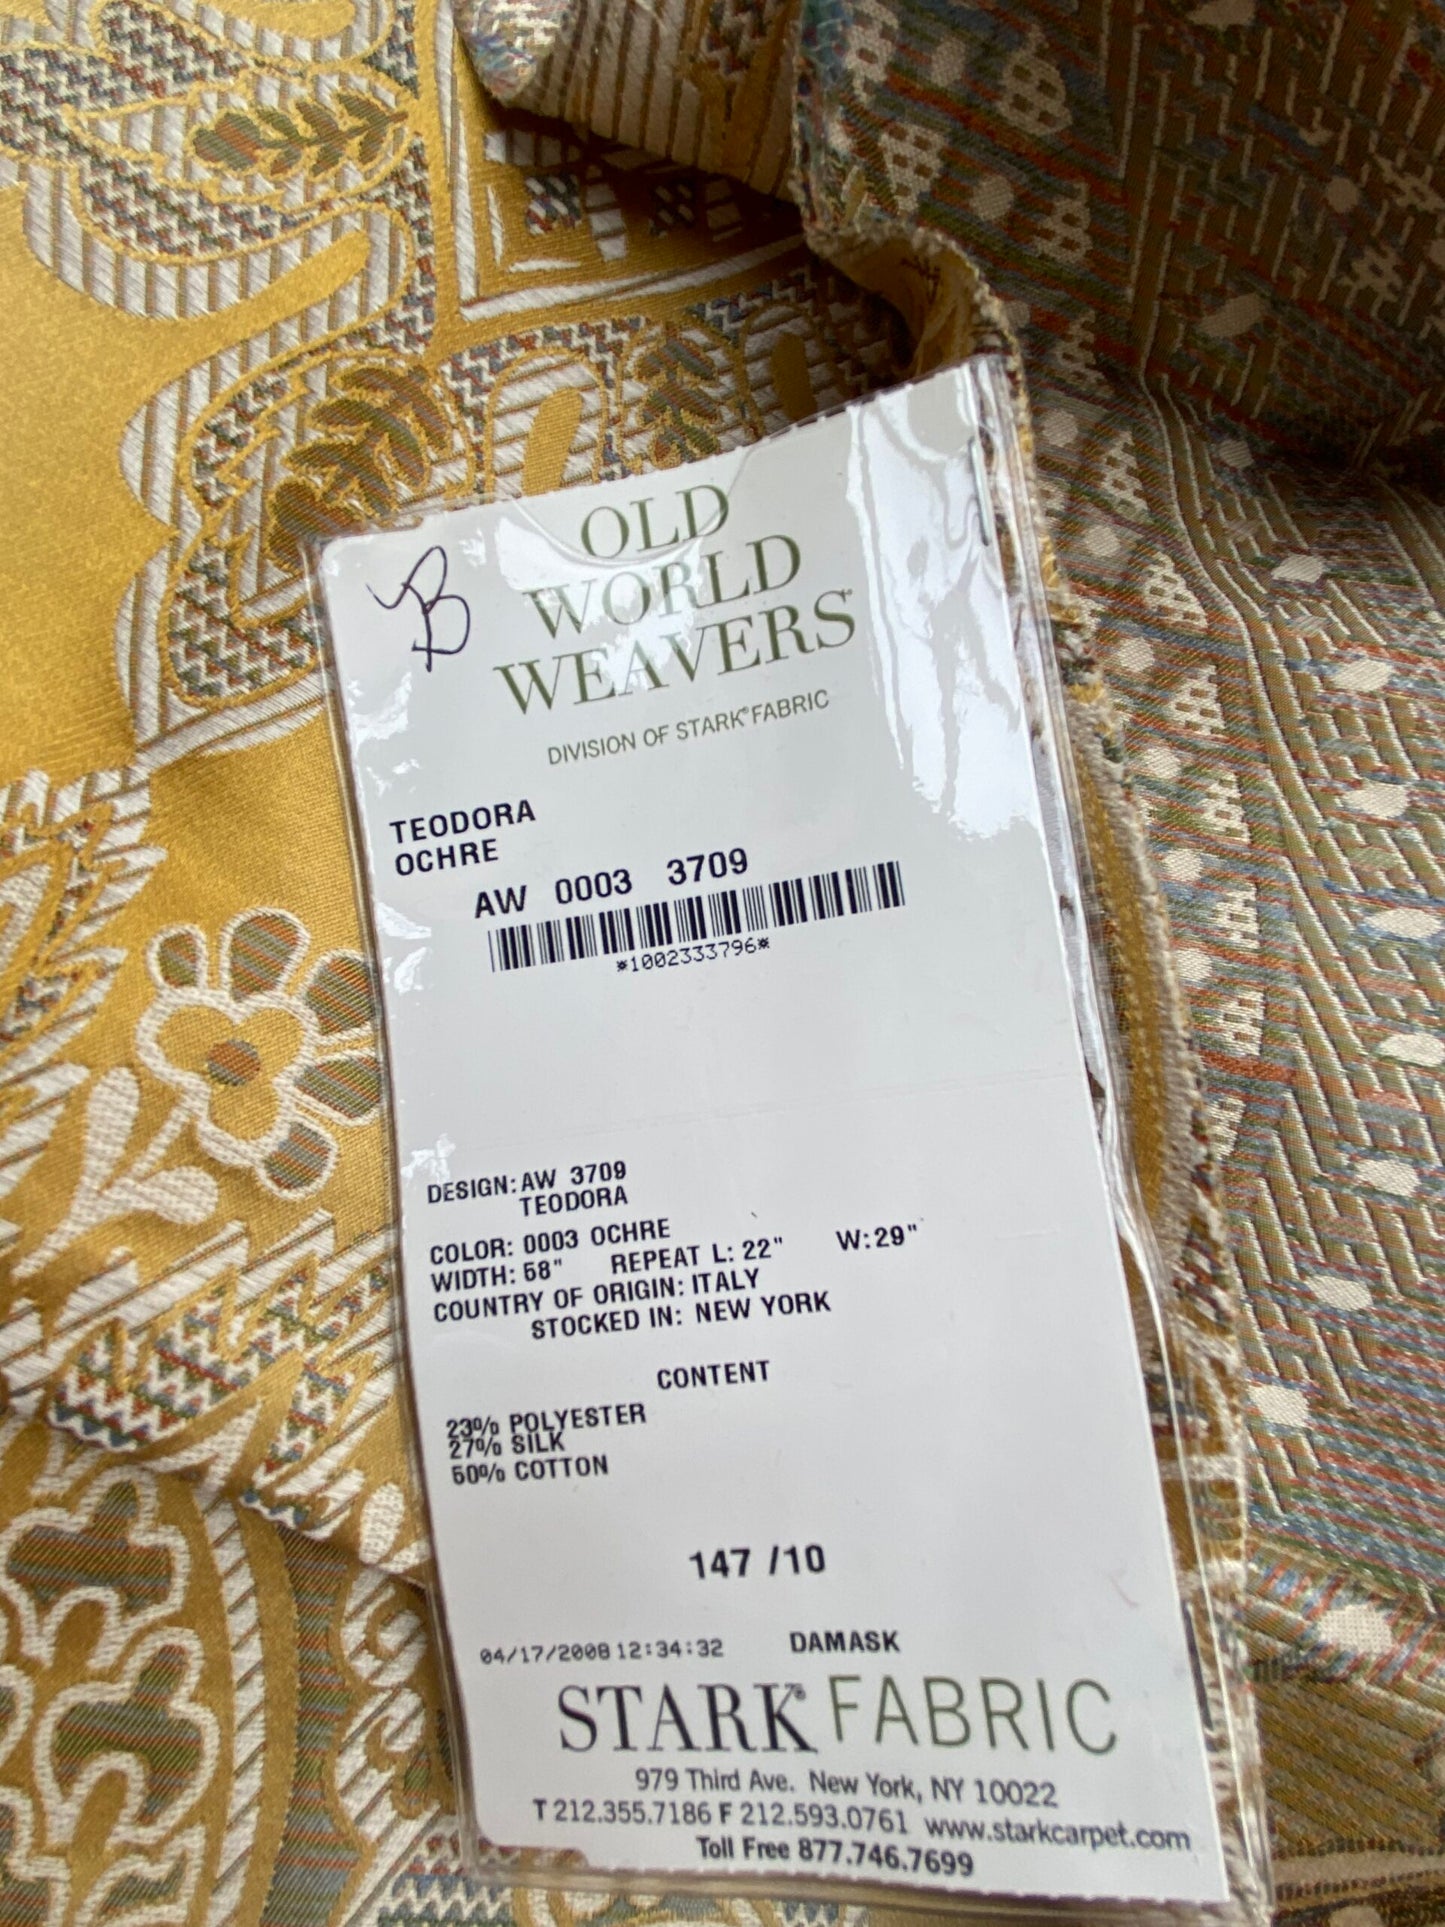 B
OLD
WORLD
WEAVERS®
DIVISION OF STARK® FABRIC
TEODORA
OCHRE
AW 0003 3709
*1002333796*
DESIGN: AW 3709
TEODORA
COLOR: 0003 OCHRE
WIDTH: 58" REPEAT L: 22" W: 29"
COUNTRY OF ORIGIN: ITALY
STOCKED IN: NEW YORK
CONTENT
23% POLYESTER
27% SILK
50% COTTON
147 /10
04/17/2008 12:34:32 DAMASK
STARK® FABRIC
979 Third Ave. New York, NY 10022
T 212.355.7186 F 212.593.0761 www.starkcarpet.com
Toll Free 877.746.7699